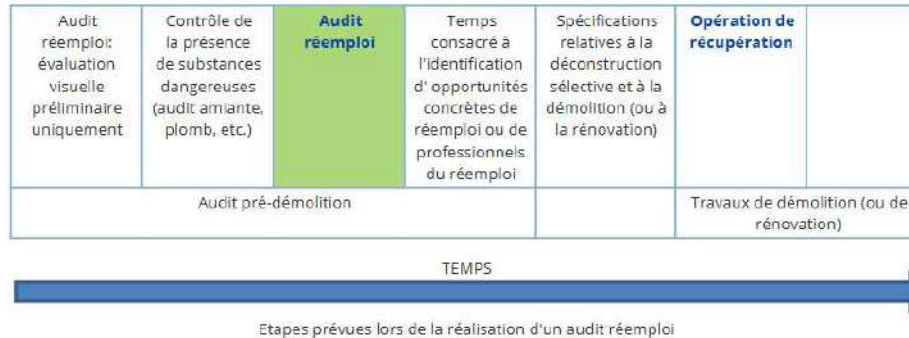 Audit
réemploi:
évaluation
visuelle
préliminaire
uniquement
Contrôle de
la présence
de substances
dangereuses
(audit amiante,
plomb, etc.)
Audit
réemploi
Temps
consacré à
l'identification
d' opportunités
concrètes de
réemploi ou de
professionnels
du réemploi
Spécifications
relatives à la
déconstruction
sélective et à la
démolition (ou à
la rénovation)
Opération de
récupération
Audit pré-démolition
Travaux de démolition (ou de
rénovation)
TEMPS
Etapes prévues lors de la réalisation d'un audit réemploi